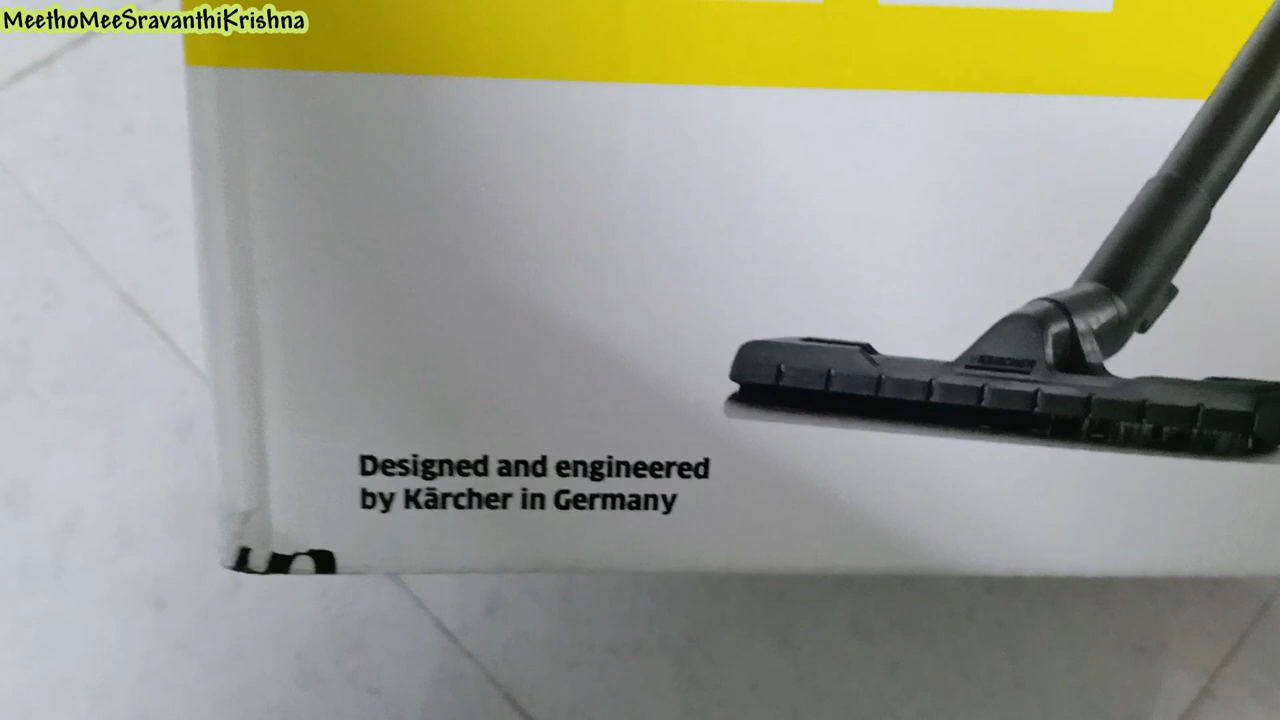 MeethoMeeSravanthiKrishna
Designed and engineered
by Kärcher in Germany